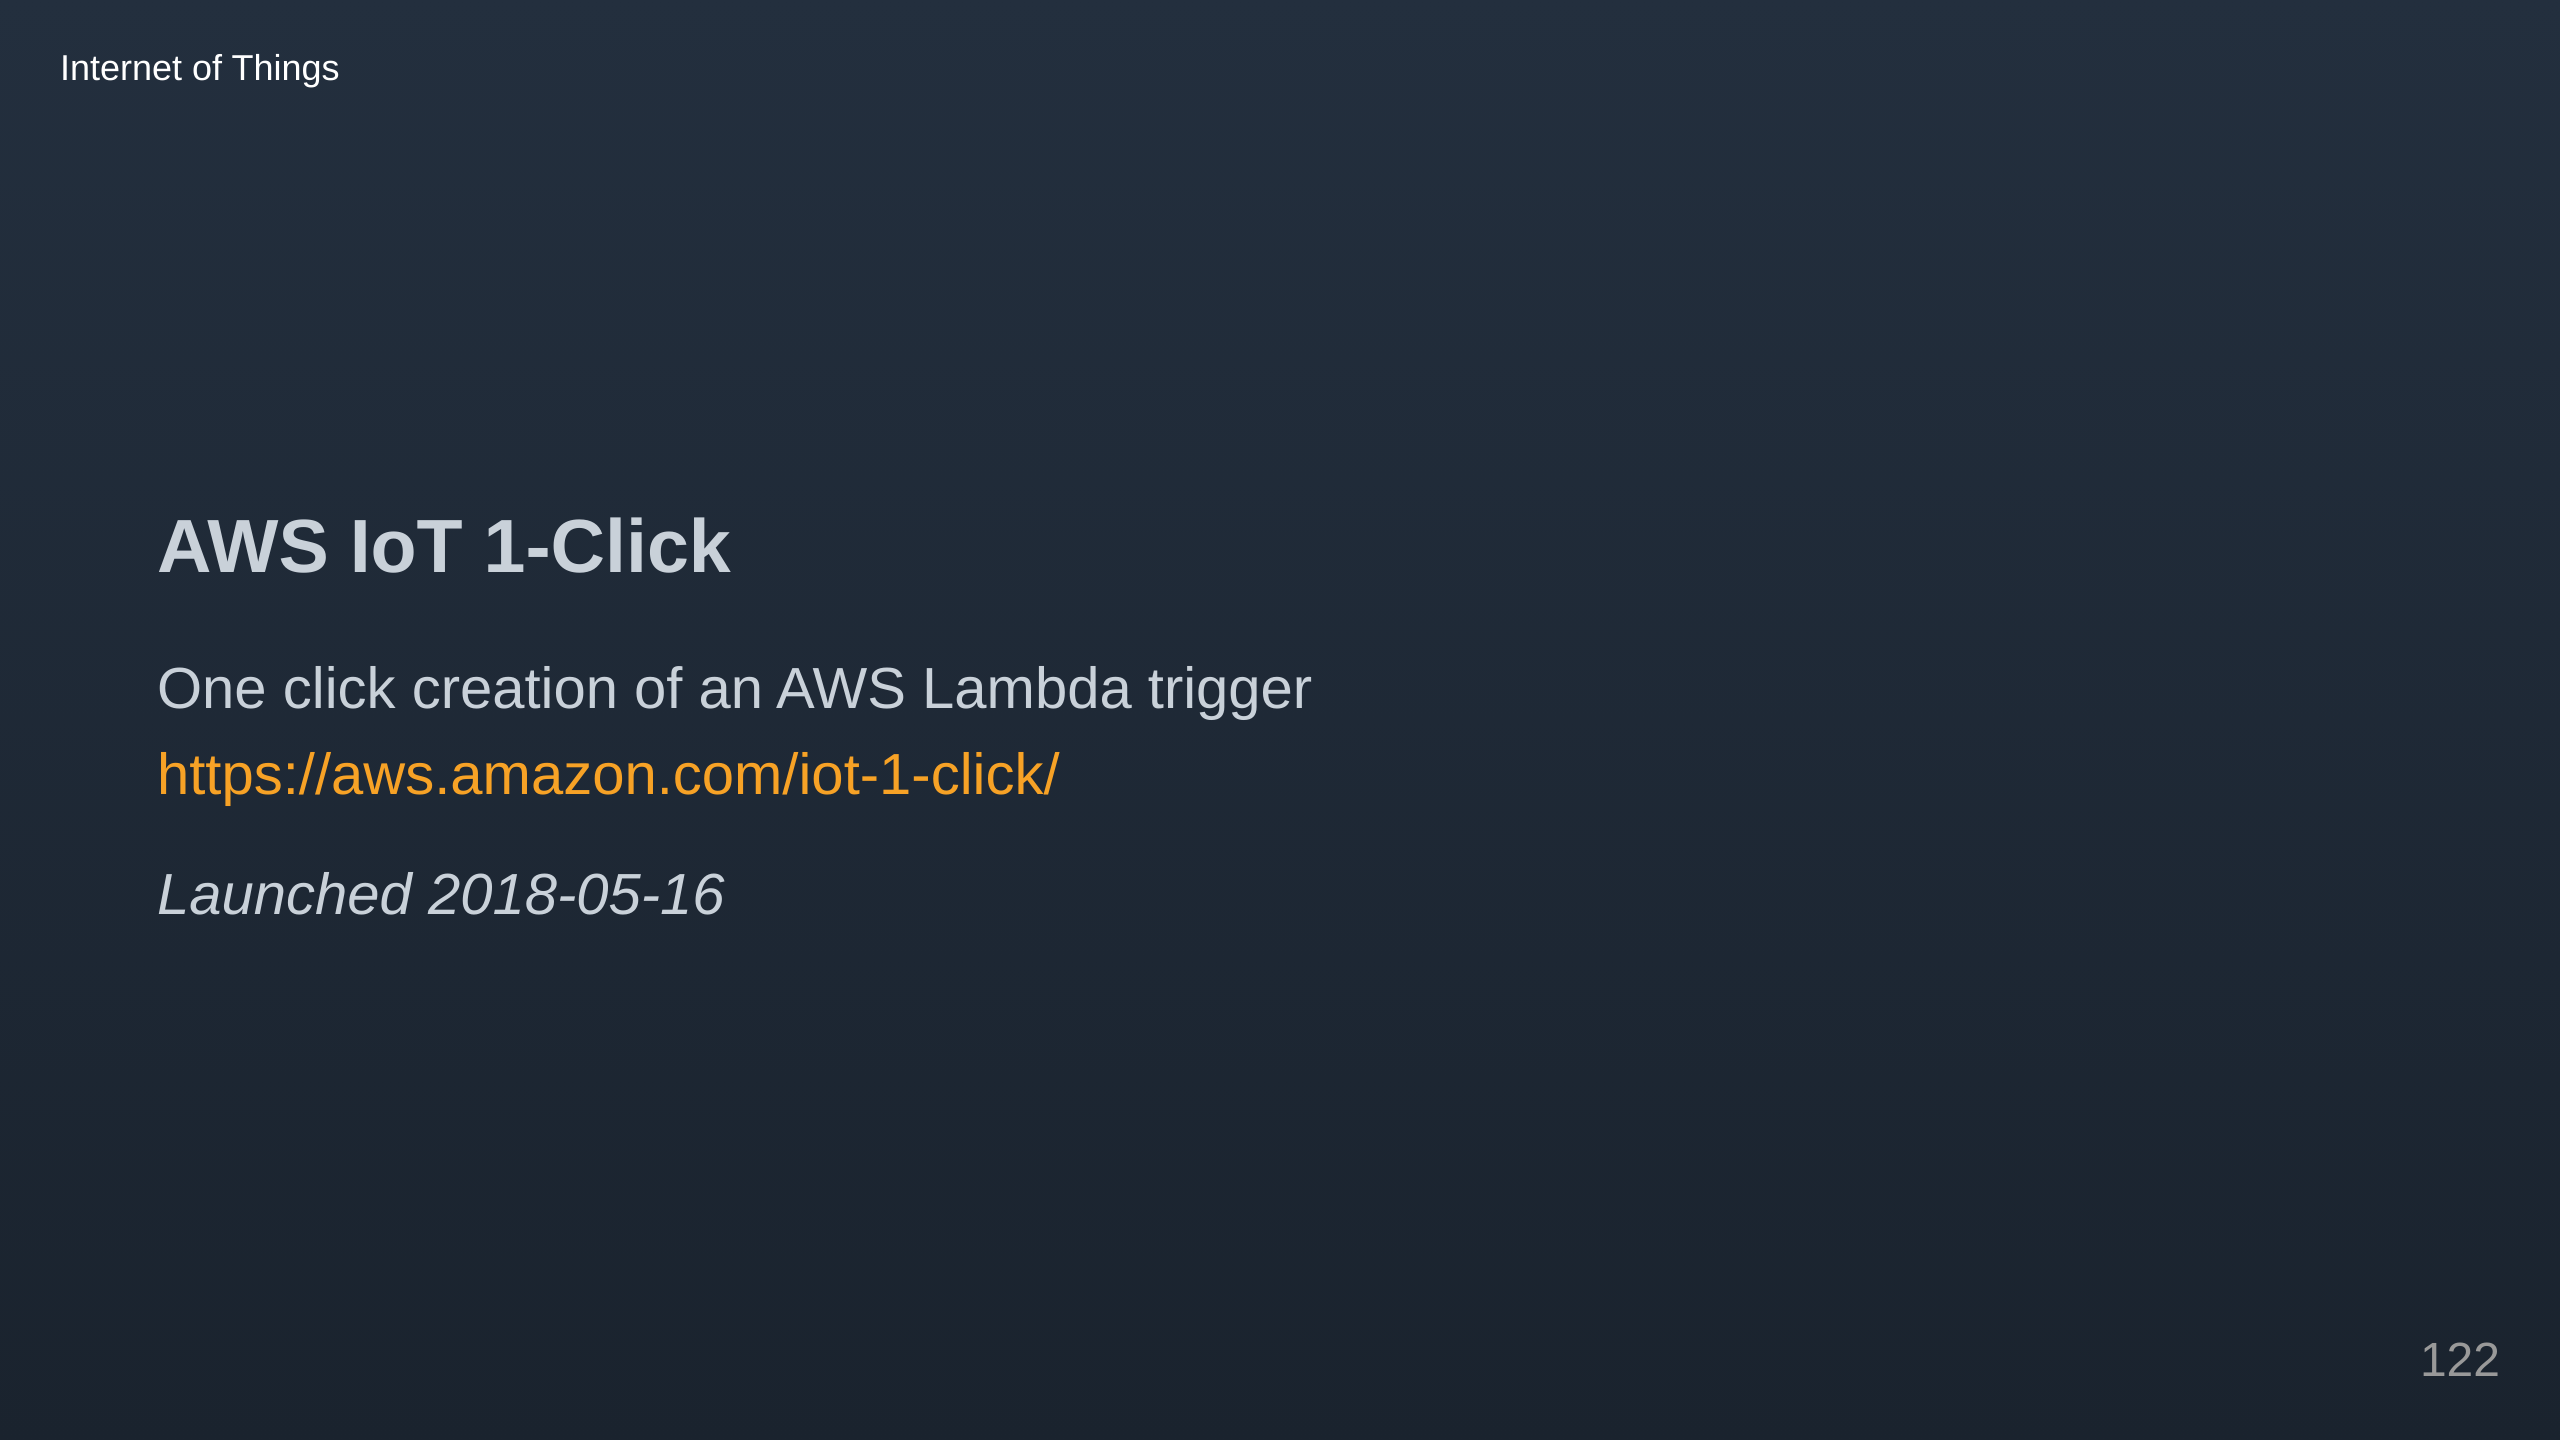 Internet of Things
AWS IoT 1-Click
One click creation of an AWS Lambda trigger
https://aws.amazon.com/iot-1-click/
Launched 2018-05-16
122